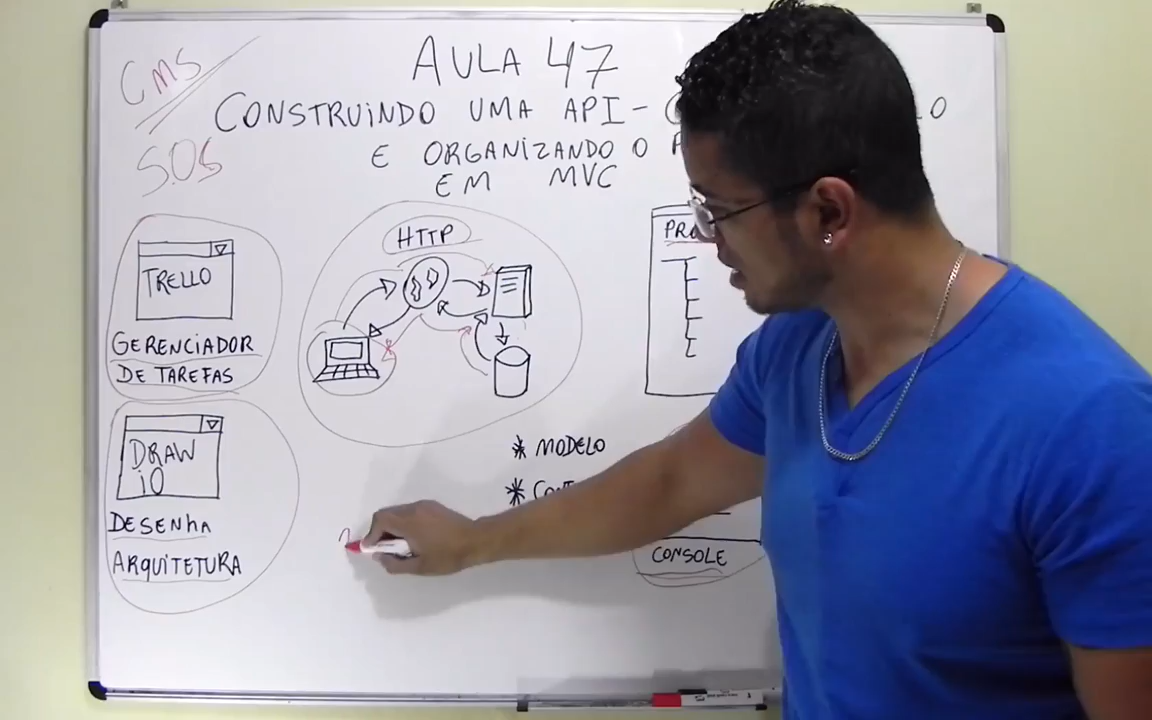 AULA 47
CMS
CONSTRUINDO UMA API -
S.O.S
E ORGANIZANDO O
EM MVC
HTTP
TRELLO
GERENCIADOR
DE TAREFAS
DRAW
IO
DESENHA
ARQUITETURA
* MODELO
*
CONSOLE